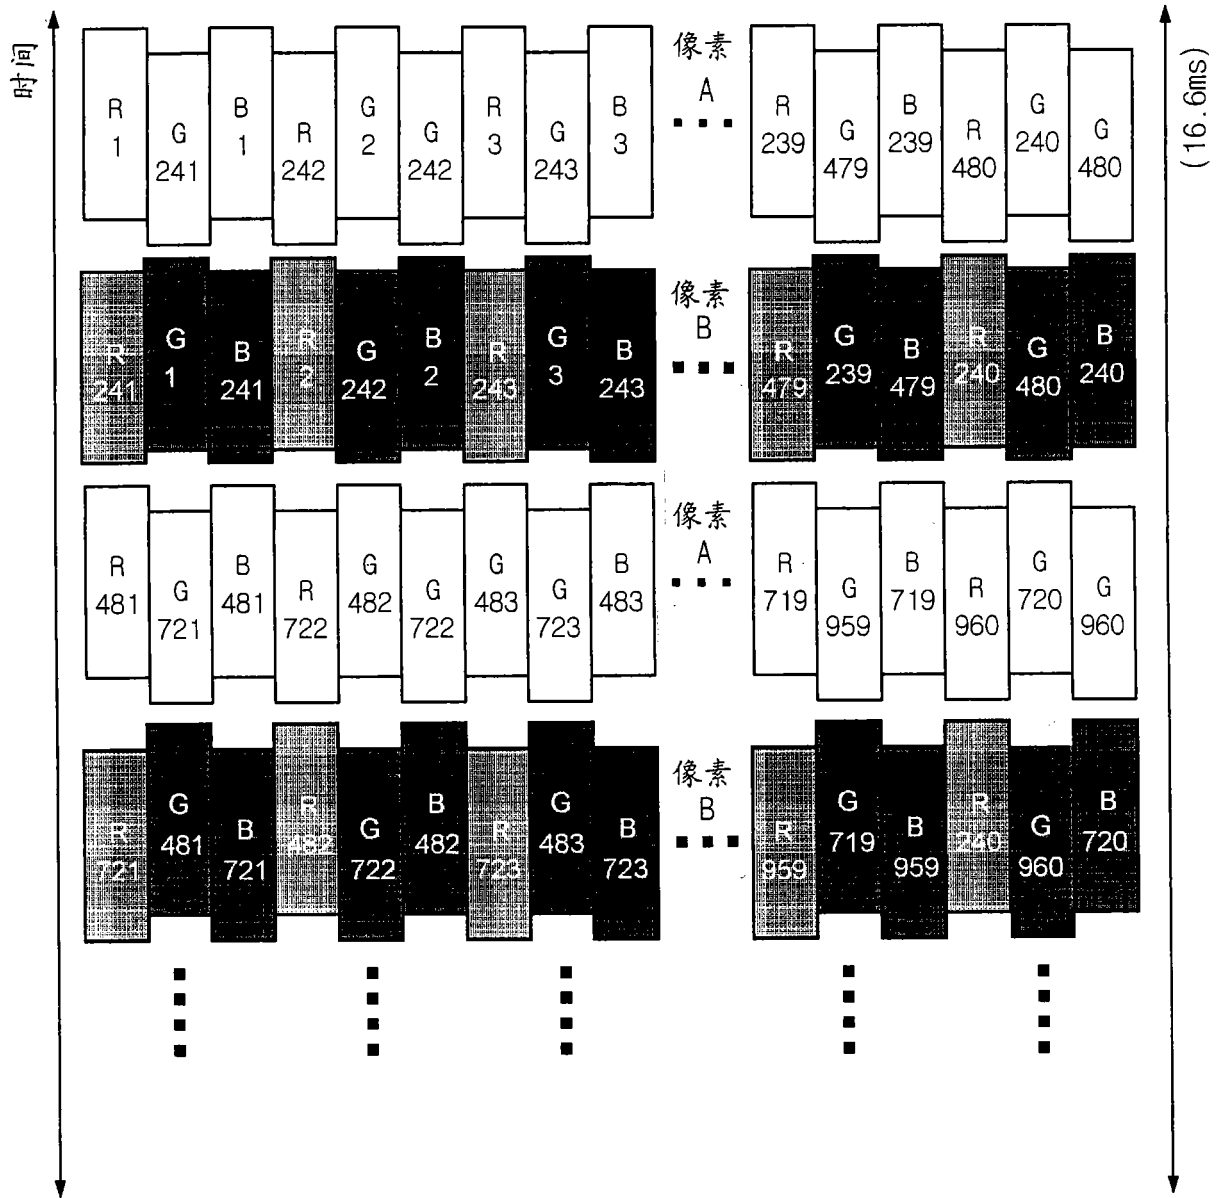 时间
(16.6ms)
R 1
G 241
B 1
R 242
G 2
G 242
R 3
G 243
B 3
像素 A
R 239
G 479
B 239
R 480
G 240
G 480
R 241
G 1
B 241
R 2
G 242
B 2
R 243
G 3
B 243
像素 B
R 479
G 239
B 479
R 240
G 480
B 240
R 481
G 721
B 481
R 722
G 482
G 722
G 483
G 723
B 483
像素 A
R 719
G 959
B 719
R 960
G 720
G 960
R 721
G 481
B 721
R 482
G 722
B 482
R 723
G 483
B 723
像素 B
R 959
G 719
B 959
R 240
G 960
B 720